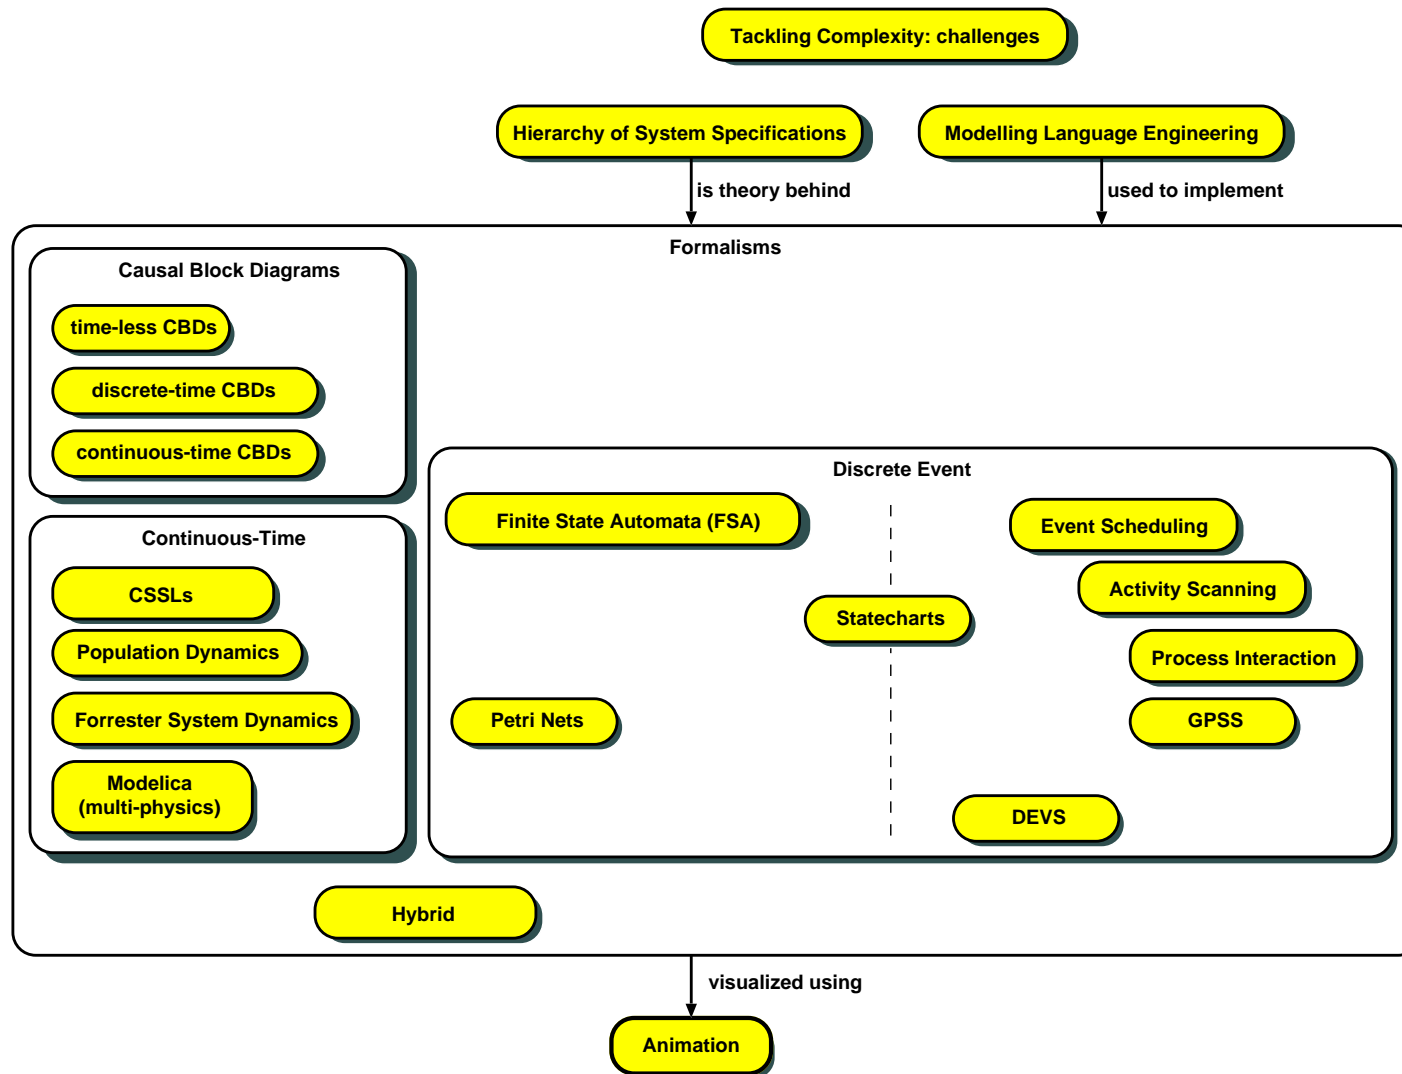 Tackling Complexity: challenges
Hierarchy of System Specifications
Modelling Language Engineering
is theory behind
used to implement
Formalisms
Causal Block Diagrams
time-less CBDs
discrete-time CBDs
continuous-time CBDs
Continuous-Time
CSSLs
Population Dynamics
Forrester System Dynamics
Modelica
(multi-physics)
Discrete Event
Finite State Automata (FSA)
Event Scheduling
Activity Scanning
Statecharts
Process Interaction
Petri Nets
GPSS
DEVS
Hybrid
visualized using
Animation